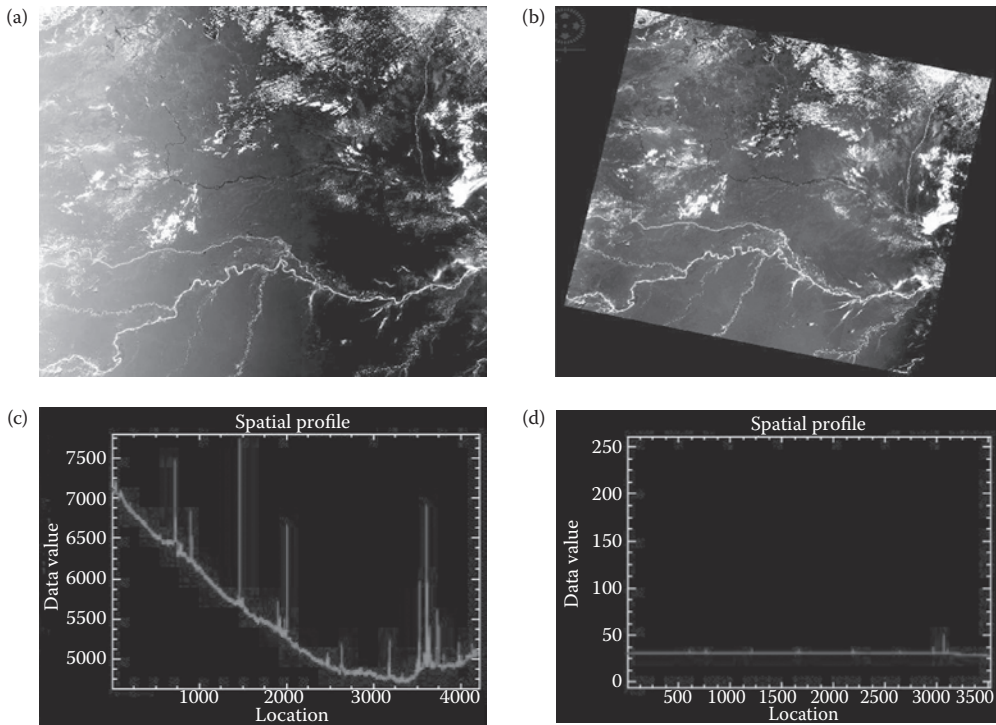 (a)
(b)
(c)
Spatial profile
7500
7000
6500
6000
5500
5000
Data value
1000
2000
3000
4000
Location
(d)
Spatial profile
250
200
150
100
50
0
Data value
500
1000
1500
2000
2500
3000
3500
Location